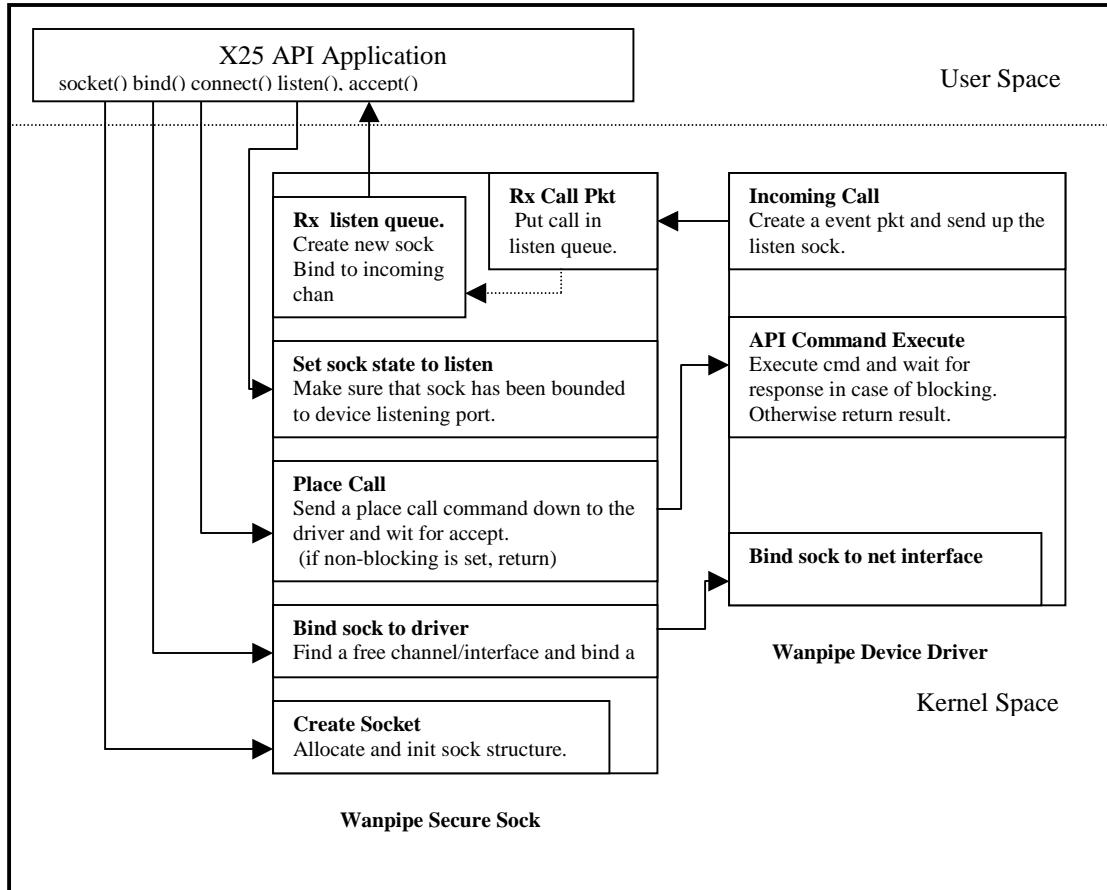 X25 API Application
socket() bind() connect() listen(), accept()
User Space
Rx listen queue.
Create new sock
Bind to incoming
chan
Rx Call Pkt
Put call in
listen queue.
Incoming Call
Create a event pkt and send up the
listen sock.
Set sock state to listen
Make sure that sock has been bounded
to device listening port.
API Command Execute
Execute cmd and wait for
response in case of blocking.
Otherwise return result.
Place Call
Send a place call command down to the
driver and wit for accept.
(if non-blocking is set, return)
Bind sock to net interface
Bind sock to driver
Find a free channel/interface and bind a
Wanpipe Device Driver
Kernel Space
Create Socket
Allocate and init sock structure.
Wanpipe Secure Sock